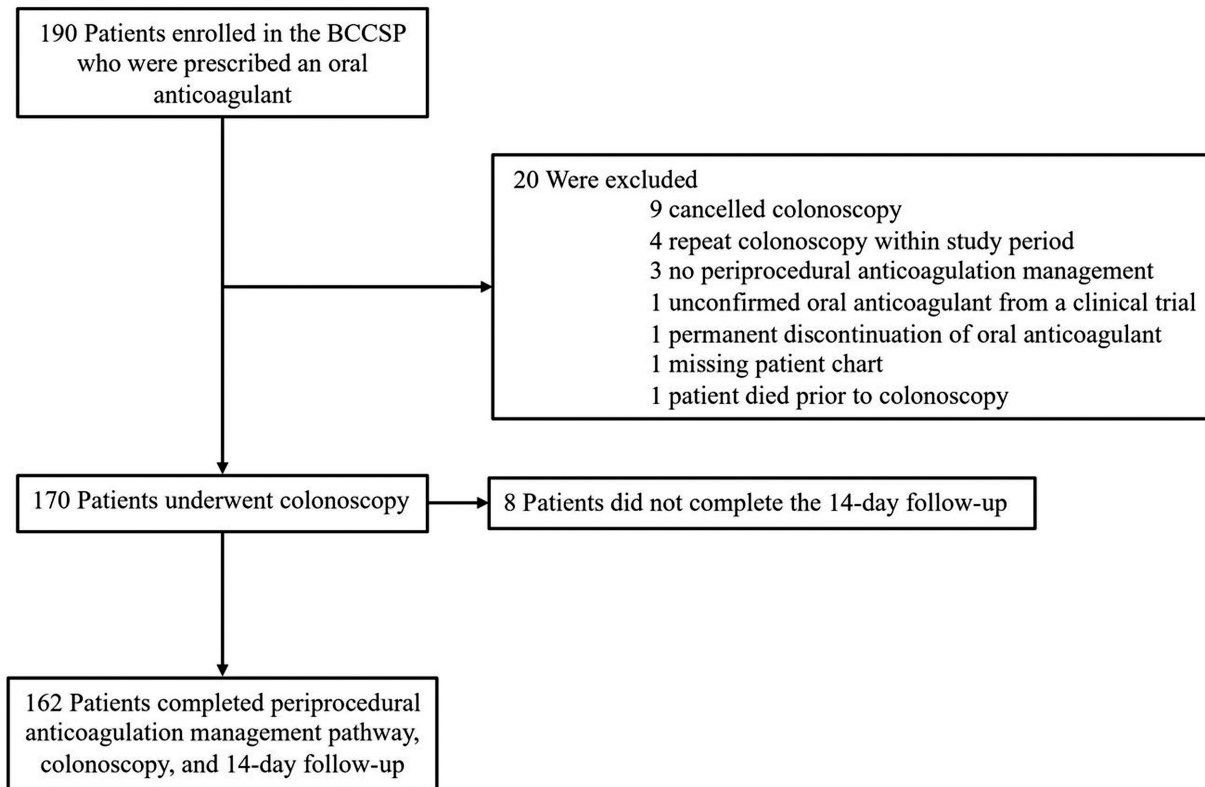 190 Patients enrolled in the BCCSP
who were prescribed an oral
anticoagulant
20 Were excluded
9 cancelled colonoscopy
4 repeat colonoscopy within study period
3 no periprocedural anticoagulation management
1 unconfirmed oral anticoagulant from a clinical trial
1 permanent discontinuation of oral anticoagulant
1 missing patient chart
1 patient died prior to colonoscopy
170 Patients underwent colonoscopy
8 Patients did not complete the 14-day follow-up
162 Patients completed periprocedural
anticoagulation management pathway,
colonoscopy, and 14-day follow-up